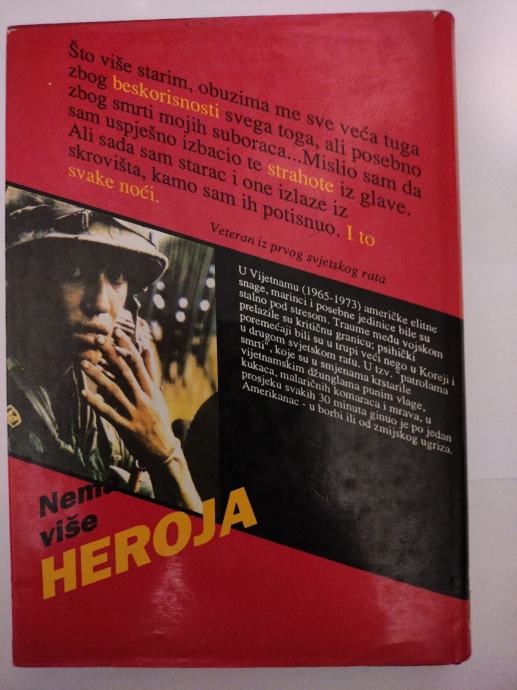 Što više starim, obuzima me sve veća tuga
zbog beskorisnosti svega toga, ali posebno
zbog smrti mojih suboraca...Mislio sam da
sam uspješno izbacio te strahote iz glave.
Ali sada sam starac i one izlaze iz
skrovišta, kamo sam ih potisnuo. I to
svake noći.
Veteran iz prvog svjetskog rata
U Vijetnamu (1965-1973) američke elitne
snage, marinci i posebne jedinice bile su
stalno pod stresom. Traume među vojskom
prelazile su kritičnu granicu; psihički
poremećaji bili su u trupi veći nego u Koreji i
u drugom svjetskom ratu. U tzv. "patrolama
smrti", koje su u smjenama krstarile
vijetnamskim džunglama punim vlage,
kukaca, malaričnih komaraca i mrava, u
prosjeku svakih 30 minuta ginuo je po jedan
Amerikanac - u borbi ili od zmijskog ugriza.
Nema
više
HEROJA